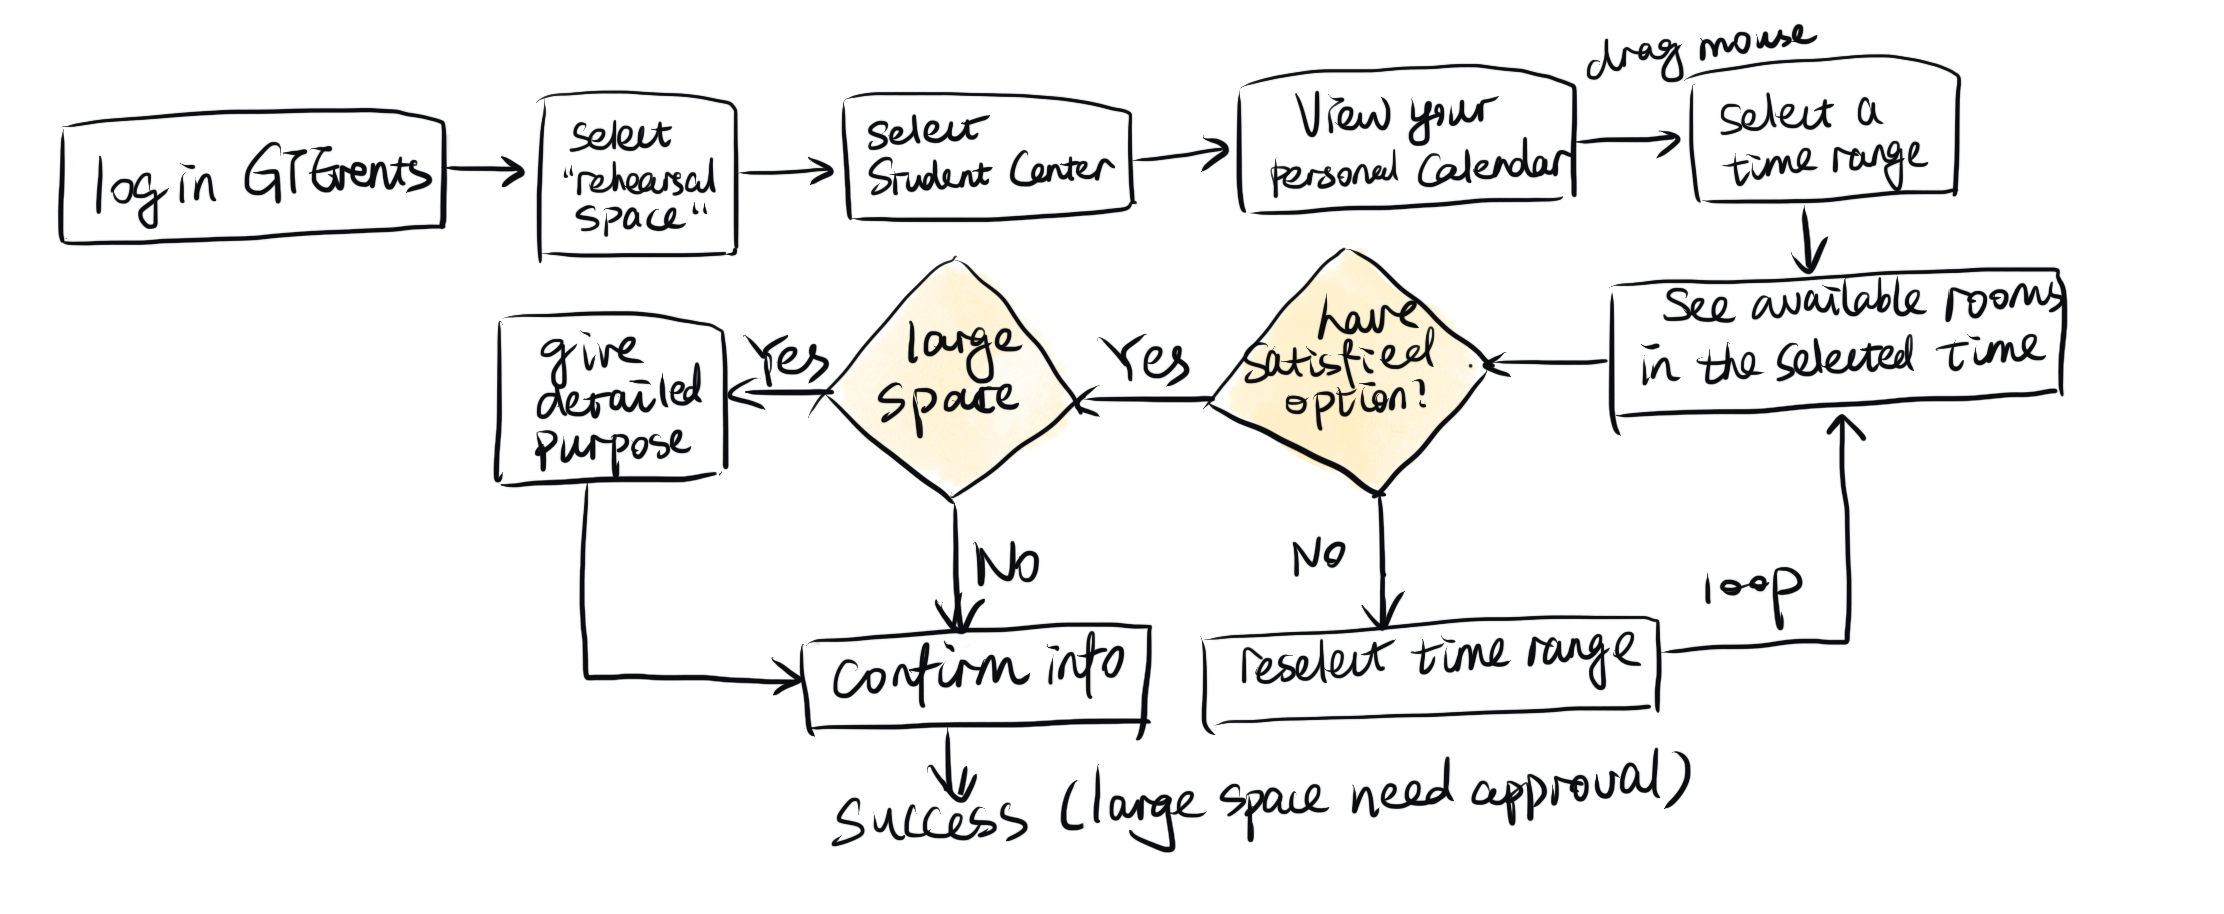 drag mouse
log in GTEvents
select
"rehearsal
space"
select
Student Center
View your
personal Calendar
select a
time range
See available rooms
in the selected time
have
satisfied
option?
Yes
large
space
Yes
give
derailed
purpose
No
No
loop
confirm info
reselect time range
success (large space need approval)